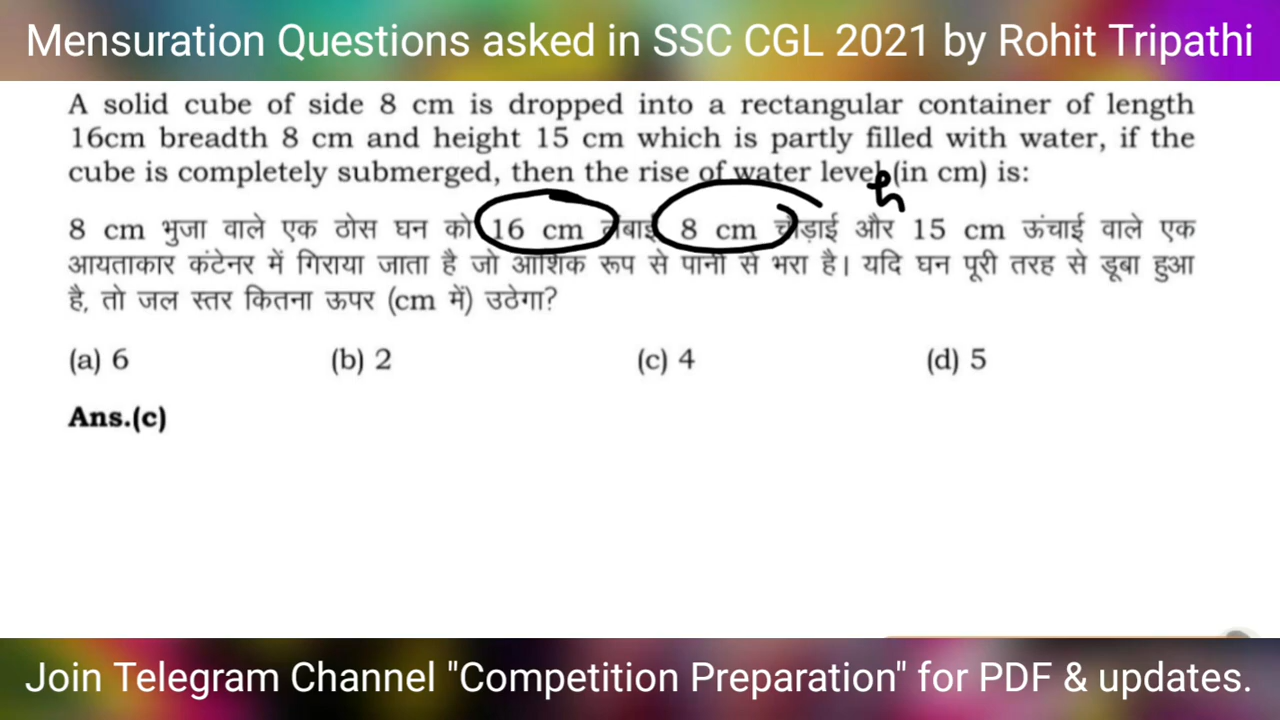 Mensuration Questions asked in SSC CGL 2021 by Rohit Tripathi
A solid cube of side 8 cm is dropped into a rectangular container of length
16cm breadth 8 cm and height 15 cm which is partly filled with water, if the
cube is completely submerged, then the rise of water level (in cm) is:
h
8 cm भुजा वाले एक ठोस घन को 16 cm लंबाई 8 cm चौड़ाई और 15 cm ऊंचाई वाले एक
आयताकार कंटेनर में गिराया जाता है जो आंशिक रूप से पानी से भरा है। यदि घन पूरी तरह से डूबा हुआ
है, तो जल स्तर कितना ऊपर (cm में) उठेगा?
(a) 6 (b) 2 (c) 4 (d) 5
Ans.(c)
Join Telegram Channel "Competition Preparation" for PDF & updates.